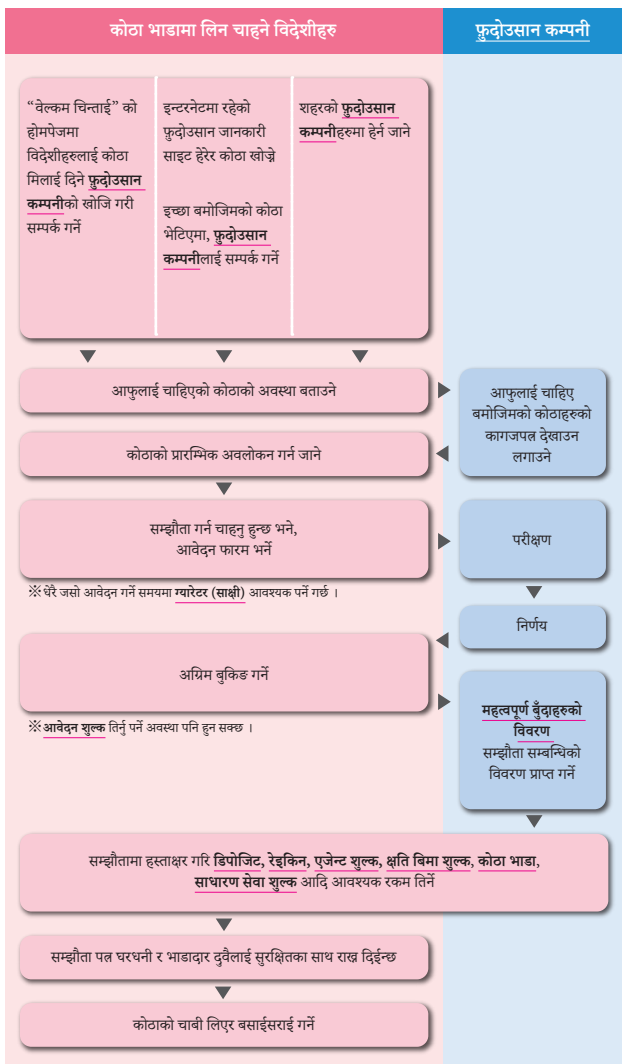 कोठा भाडामा लिन चाहने विदेशीहरु
फ़ुदो़उसान कम्पनी
“वेल्कम चिन्ताई” को
होमपेजमा
विदेशीहरुलाई कोठा
मिलाई दिने फ़ुदो़उसान
कम्पनीको खोजि गरी
सम्पर्क गर्ने
इन्टरनेटमा रहेको
फ़ुदो़उसान जानकारी
साइट हेरेर कोठा खोज्ने
इच्छा बमोजिमको कोठा
भेटिएमा, फ़ुदो़उसान
कम्पनीलाई सम्पर्क गर्ने
शहरको फ़ुदो़उसान
कम्पनीहरुमा हेर्न जाने
आफुलाई चाहिएको कोठाको अवस्था बताउने
आफुलाई चाहिए
बमोजिमको कोठाहरुको
कागजपत्र देखाउन
लगाउने
कोठाको प्रारम्भिक अवलोकन गर्न जाने
सम्झौता गर्न चाहनु हुन्छ भने,
आवेदन फारम भर्ने
परीक्षण
※धेरै जसो आवेदन गर्ने समयमा ग्यारेटर (साक्षी) आवश्यक पर्ने गर्छ ।
निर्णय
अग्रिम बुकिङ गर्ने
※आवेदन शुल्क तिर्नु पर्ने अवस्था पनि हुन सक्छ ।
महत्वपूर्ण बुँदाहरुको
विवरण
सम्झौता सम्बन्धिको
विवरण प्राप्त गर्ने
सम्झौतामा हस्ताक्षर गरि डिपोजिट, रेइकिन, एजेन्ट शुल्क, क्षति बिमा शुल्क, कोठा भाडा,
साधारण सेवा शुल्क आदि आवश्यक रकम तिर्ने
सम्झौता पत्र घरधनी र भाडादार दुवैलाई सुरक्षितका साथ राख्न दिईन्छ
कोठाको चाबी लिएर बसाईसराई गर्ने